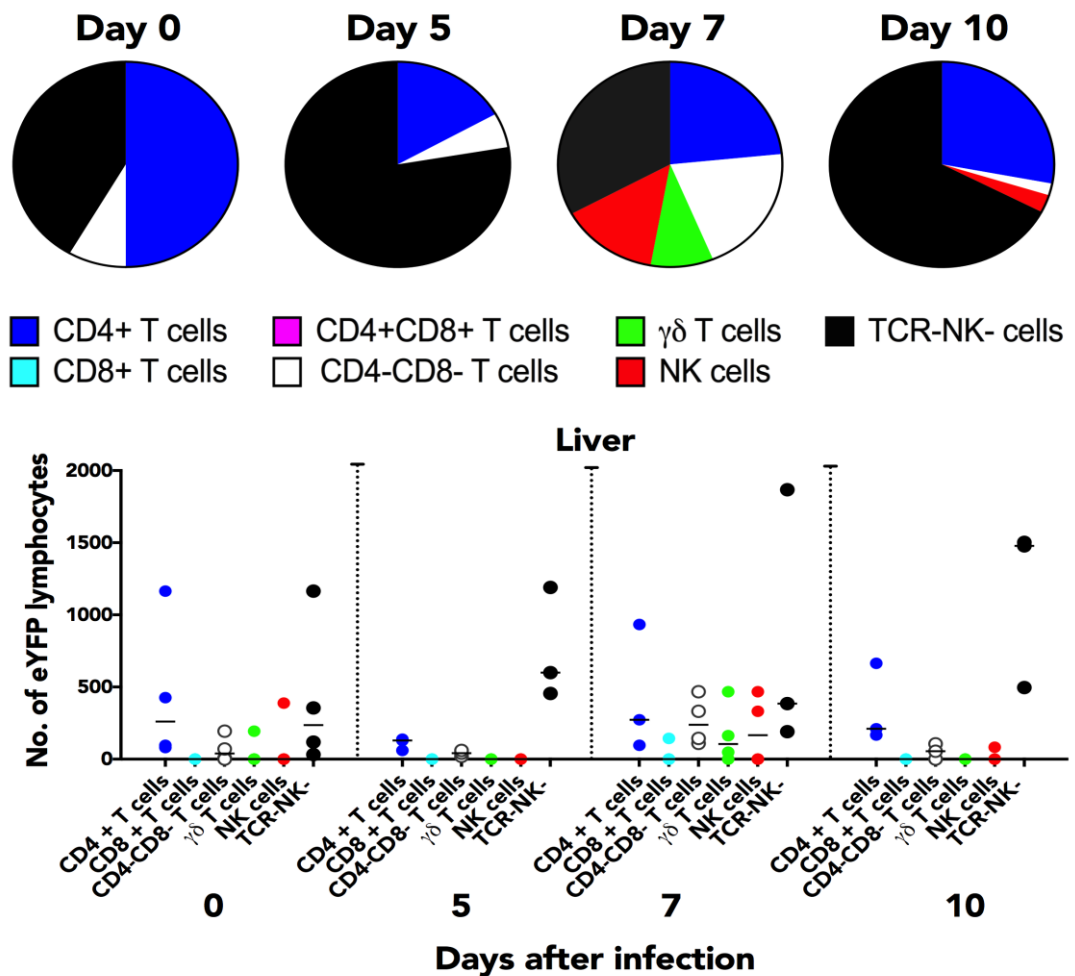 Day 0 Day 5 Day 7 Day 10
CD4+ T cells CD4+CD8+ T cells γδ T cells TCR-NK- cells
CD8+ T cells CD4-CD8- T cells NK cells
Liver
No. of eYFP lymphocytes
2000
1500
1000
500
0
CD4 + T cells CD8 + T cells CD4-CD8- T cells γδ T cells NK cells TCR-NK- CD4 + T cells CD8 + T cells CD4-CD8- T cells γδ T cells NK cells TCR-NK- CD4 + T cells CD8 + T cells CD4-CD8- T cells γδ T cells NK cells TCR-NK- CD4 + T cells CD8 + T cells CD4-CD8- T cells γδ T cells NK cells TCR-NK-
0 5 7 10
Days after infection